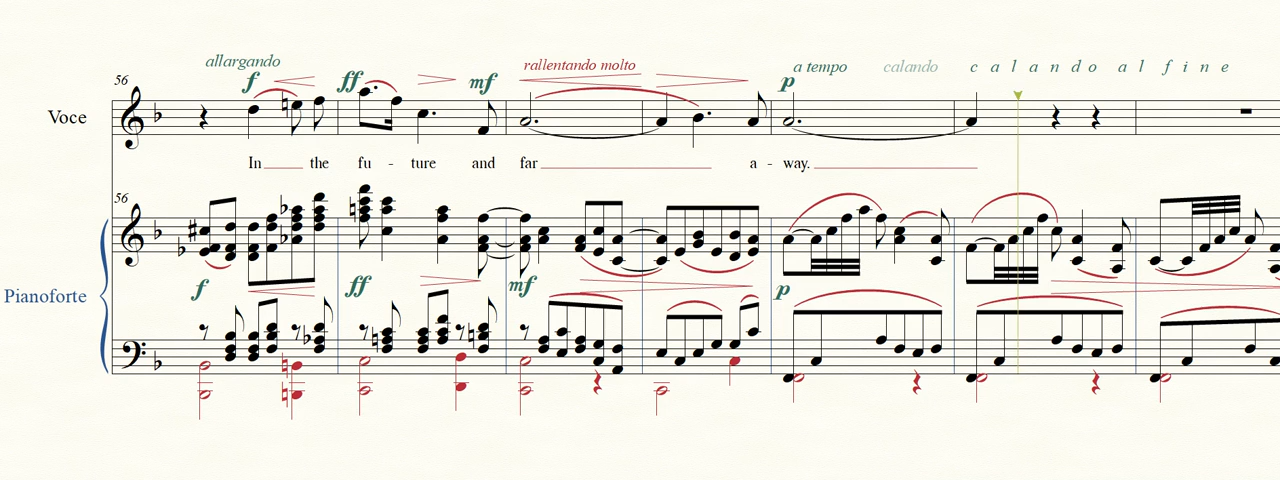 allargando
rallentando molto
a tempo calando c a l a n d o a l f i n e
56
f ff mf p
Voce
In the fu - ture and far a - way.
56
Pianoforte
f ff mf p